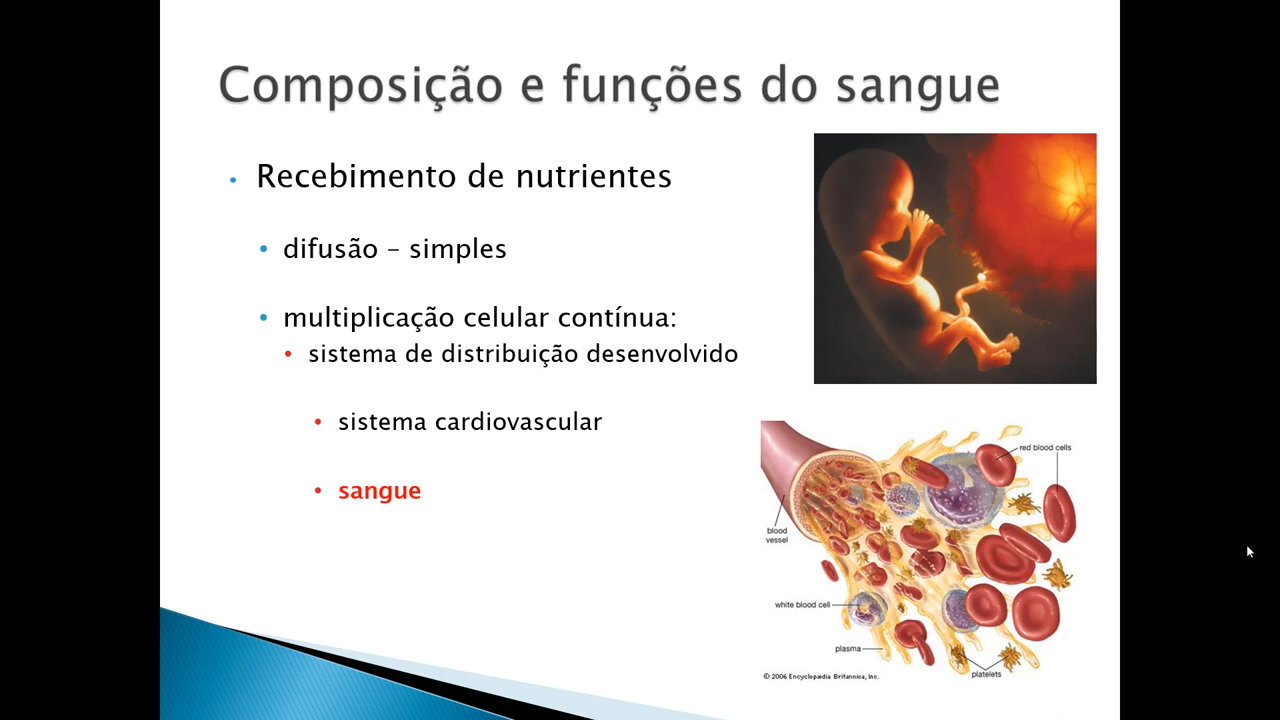 Composição e funções do sangue
• Recebimento de nutrientes
• difusão – simples
• multiplicação celular contínua:
• sistema de distribuição desenvolvido
• sistema cardiovascular
• sangue
red blood cells
blood
vessel
white blood cell
plasma
platelets
© 2006 Encyclopædia Britannica, Inc.